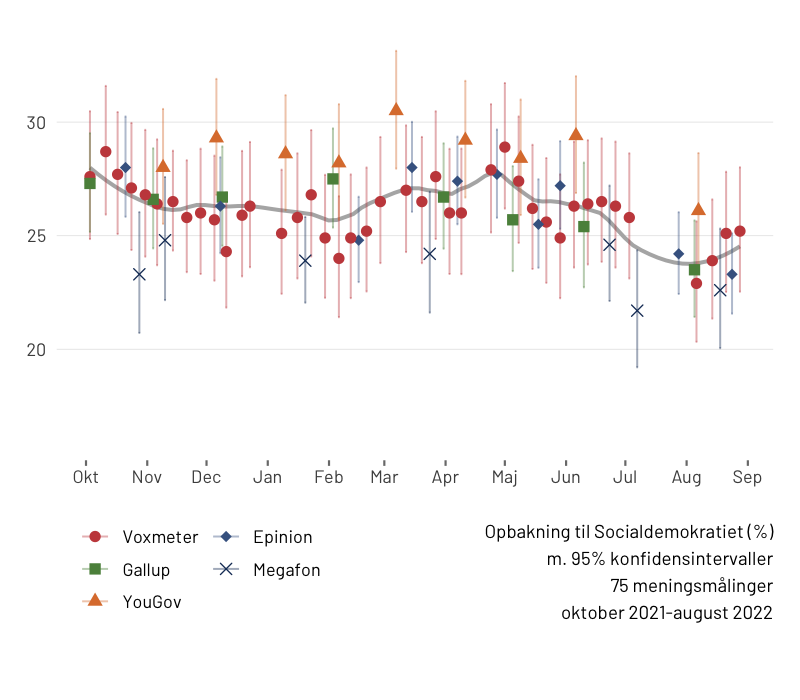 30
25
20
Okt Nov Dec Jan Feb Mar Apr Maj Jun Jul Aug Sep
Voxmeter Epinion
Gallup Megafon
YouGov
Opbakning til Socialdemokratiet (%)
m. 95% konfidensintervaller
75 meningsmålinger
oktober 2021-august 2022